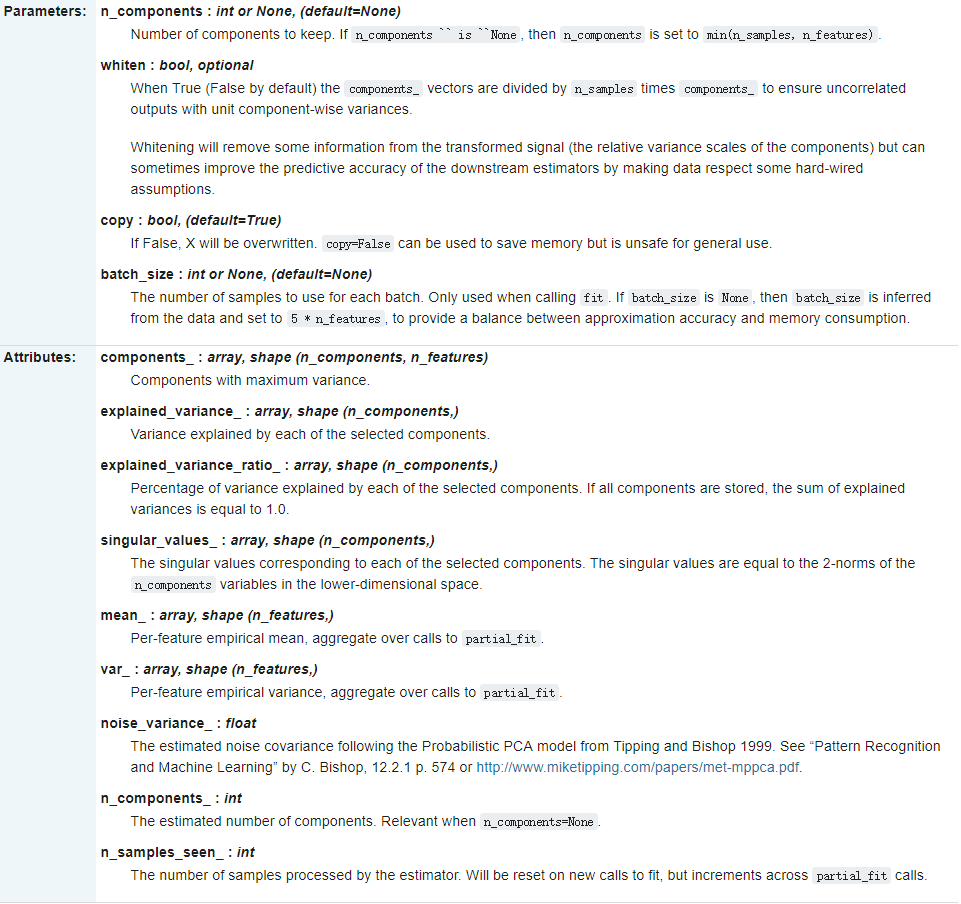 Parameters: n_components : int or None, (default=None)
Number of components to keep. If n_components `` is ``None, then n_components is set to min(n_samples, n_features).
whiten : bool, optional
When True (False by default) the components_ vectors are divided by n_samples times components_ to ensure uncorrelated
outputs with unit component-wise variances.
Whitening will remove some information from the transformed signal (the relative variance scales of the components) but can
sometimes improve the predictive accuracy of the downstream estimators by making data respect some hard-wired
assumptions.
copy : bool, (default=True)
If False, X will be overwritten. copy=False can be used to save memory but is unsafe for general use.
batch_size : int or None, (default=None)
The number of samples to use for each batch. Only used when calling fit. If batch_size is None, then batch_size is inferred
from the data and set to 5 * n_features, to provide a balance between approximation accuracy and memory consumption.
Attributes: components_ : array, shape (n_components, n_features)
Components with maximum variance.
explained_variance_ : array, shape (n_components,)
Variance explained by each of the selected components.
explained_variance_ratio_ : array, shape (n_components,)
Percentage of variance explained by each of the selected components. If all components are stored, the sum of explained
variances is equal to 1.0.
singular_values_ : array, shape (n_components,)
The singular values corresponding to each of the selected components. The singular values are equal to the 2-norms of the
n_components variables in the lower-dimensional space.
mean_ : array, shape (n_features,)
Per-feature empirical mean, aggregate over calls to partial_fit.
var_ : array, shape (n_features,)
Per-feature empirical variance, aggregate over calls to partial_fit.
noise_variance_ : float
The estimated noise covariance following the Probabilistic PCA model from Tipping and Bishop 1999. See “Pattern Recognition
and Machine Learning” by C. Bishop, 12.2.1 p. 574 or http://www.miketipping.com/papers/met-mppca.pdf.
n_components_ : int
The estimated number of components. Relevant when n_components=None.
n_samples_seen_ : int
The number of samples processed by the estimator. Will be reset on new calls to fit, but increments across partial_fit calls.